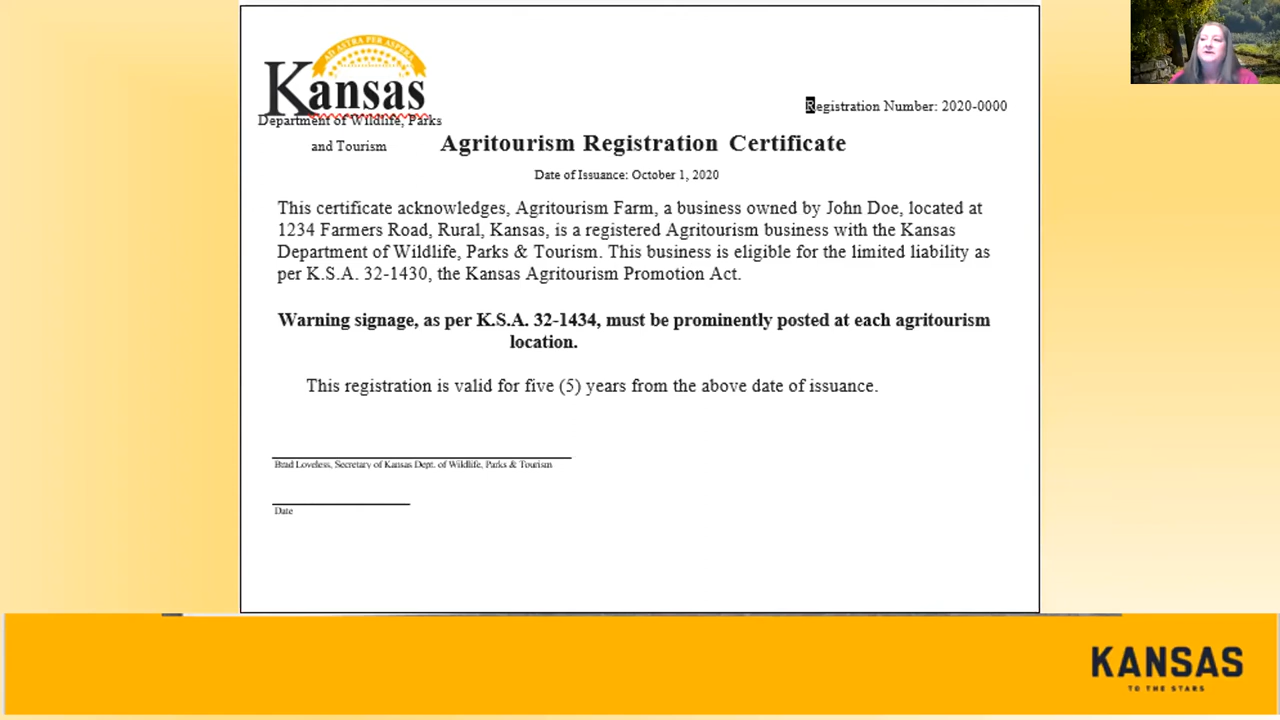 AD ASTRA PER ASPERA
Kansas
Department of Wildlife, Parks
and Tourism
Registration Number: 2020-0000
Agritourism Registration Certificate
Date of Issuance: October 1, 2020
This certificate acknowledges, Agritourism Farm, a business owned by John Doe, located at
1234 Farmers Road, Rural, Kansas, is a registered Agritourism business with the Kansas
Department of Wildlife, Parks & Tourism. This business is eligible for the limited liability as
per K.S.A. 32-1430, the Kansas Agritourism Promotion Act.
Warning signage, as per K.S.A. 32-1434, must be prominently posted at each agritourism
location.
This registration is valid for five (5) years from the above date of issuance.
Brad Loveless, Secretary of Kansas Dept. of Wildlife, Parks & Tourism
Date
KANSAS
TO THE STARS